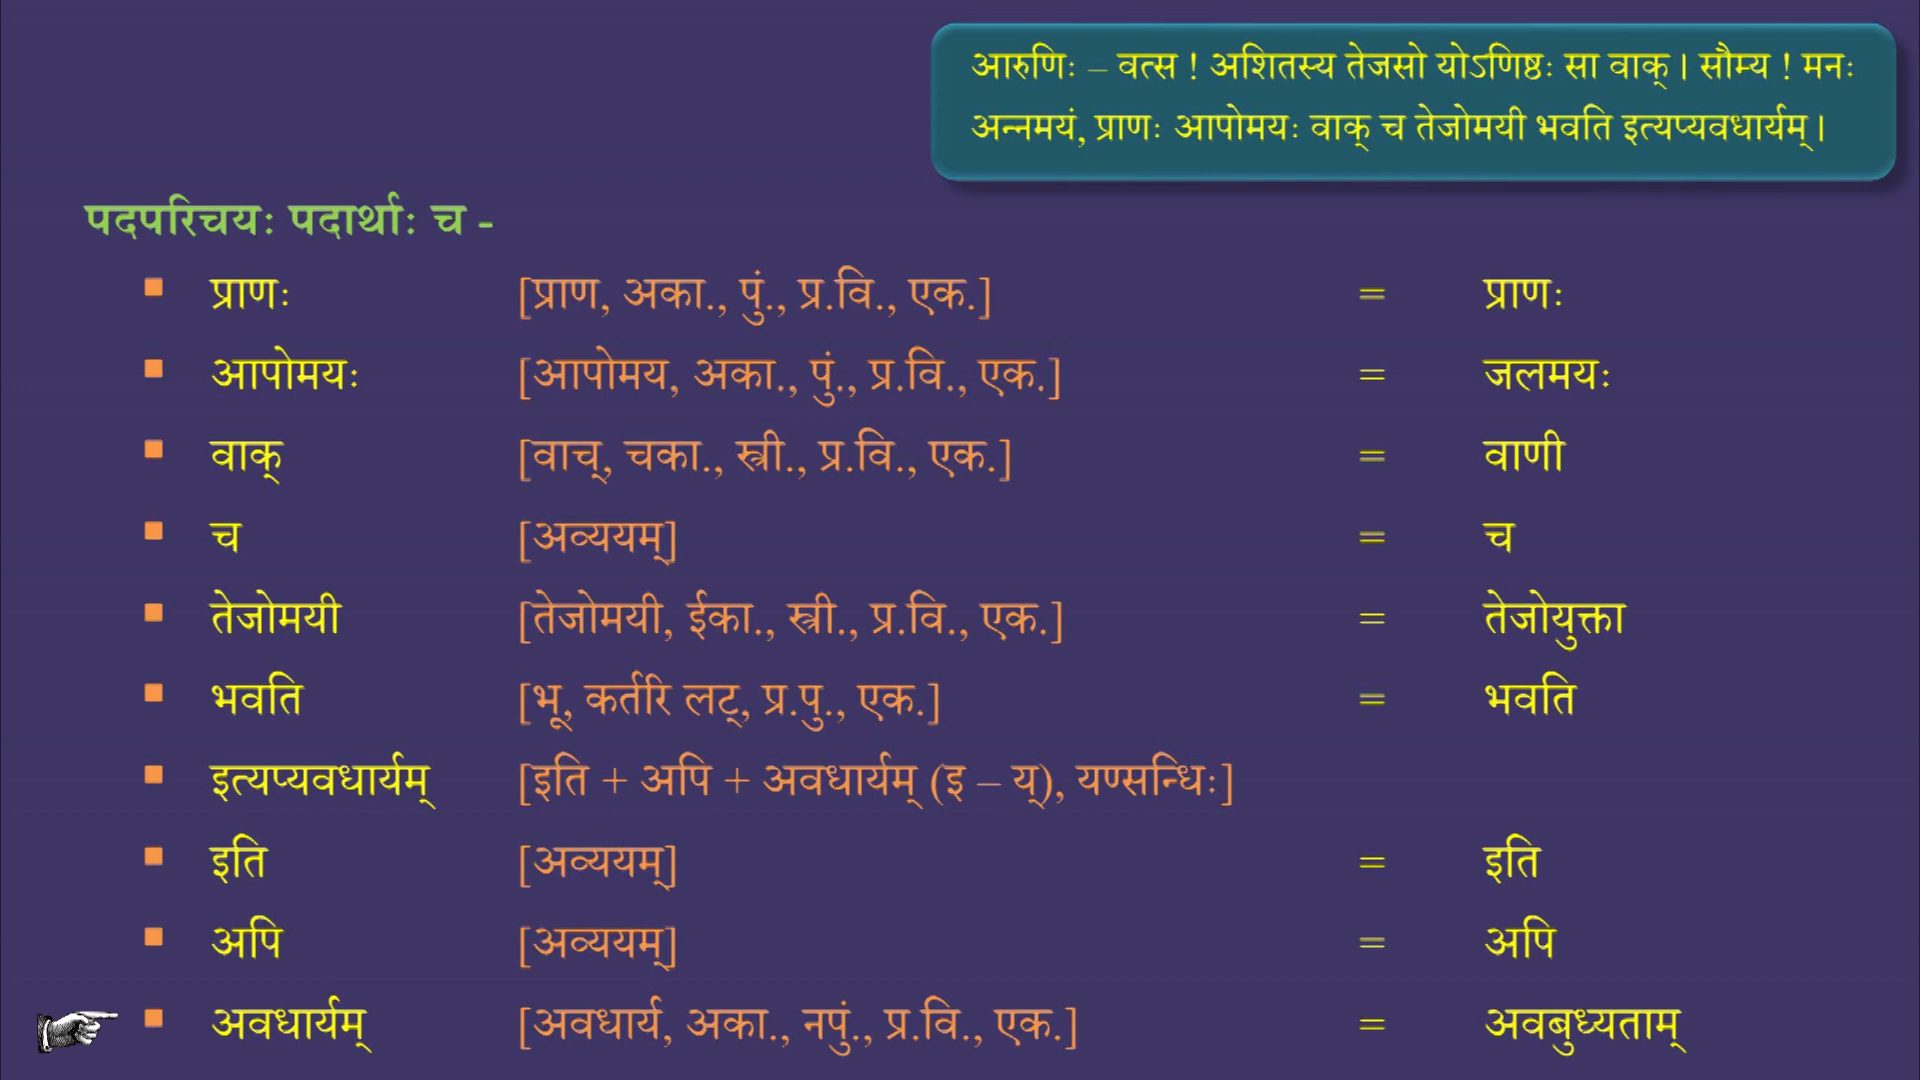 आरुणिः – वत्स ! अशितस्य तेजसो योऽणिष्ठः सा वाक् । सौम्य ! मनः
अन्नमयं, प्राणः आपोमयः वाक् च तेजोमयी भवति इत्यप्यवधार्यम् ।
पदपरिचयः पदार्थाः च -
▪ प्राणः [प्राण, अका., पुं., प्र.वि., एक.] = प्राणः
▪ आपोमयः [आपोमय, अका., पुं., प्र.वि., एक.] = जलमयः
▪ वाक् [वाच्, चका., स्त्री., प्र.वि., एक.] = वाणी
▪ च [अव्ययम्] = च
▪ तेजोमयी [तेजोमयी, ईका., स्त्री., प्र.वि., एक.] = तेजोयुक्ता
▪ भवति [भू, कर्तरि लट्, प्र.पु., एक.] = भवति
▪ इत्यप्यवधार्यम् [इति + अपि + अवधार्यम् (इ – य्), यण्सन्धिः]
▪ इति [अव्ययम्] = इति
▪ अपि [अव्ययम्] = अपि
▪ अवधार्यम् [अवधार्य, अका., नपुं., प्र.वि., एक.] = अवबुध्यताम्